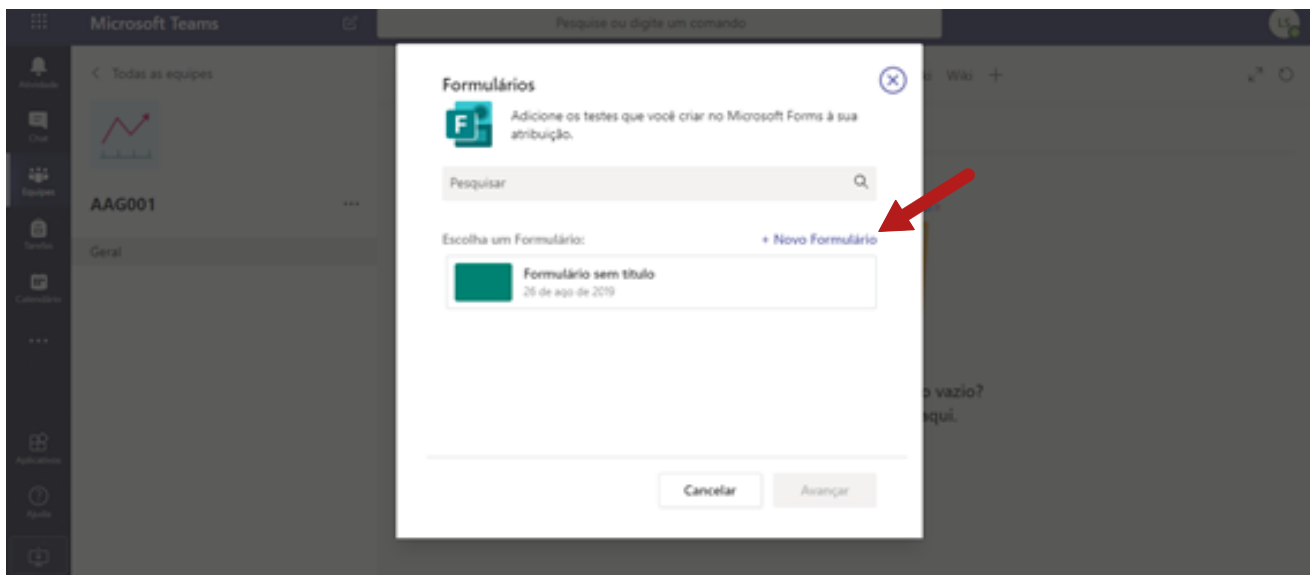 Microsoft Teams
Pesquise ou digite um comando
LS
Atividade
Todas as equipes
Chat
Equipes
AAG001
Tarefas
Geral
Calendário
Aplicativos
Ajuda
Wiki
Formulários
Adicione os testes que você criar no Microsoft Forms à sua
atribuição.
Pesquisar
Escolha um Formulário:
+ Novo Formulário
Formulário sem título
26 de ago de 2019
vazio?
aqui.
Cancelar
Avançar